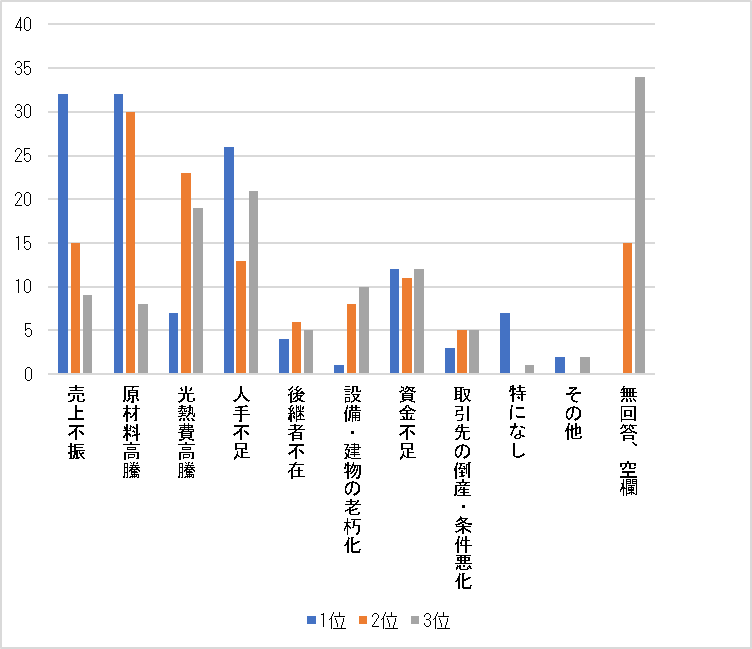 40
35
30
25
20
15
10
5
0
売上不振
原材料高騰
光熱費高騰
人手不足
後継者不在
設備・建物の老朽化
資金不足
取引先の倒産・条件悪化
特になし
その他
無回答、空欄
1位 2位 3位